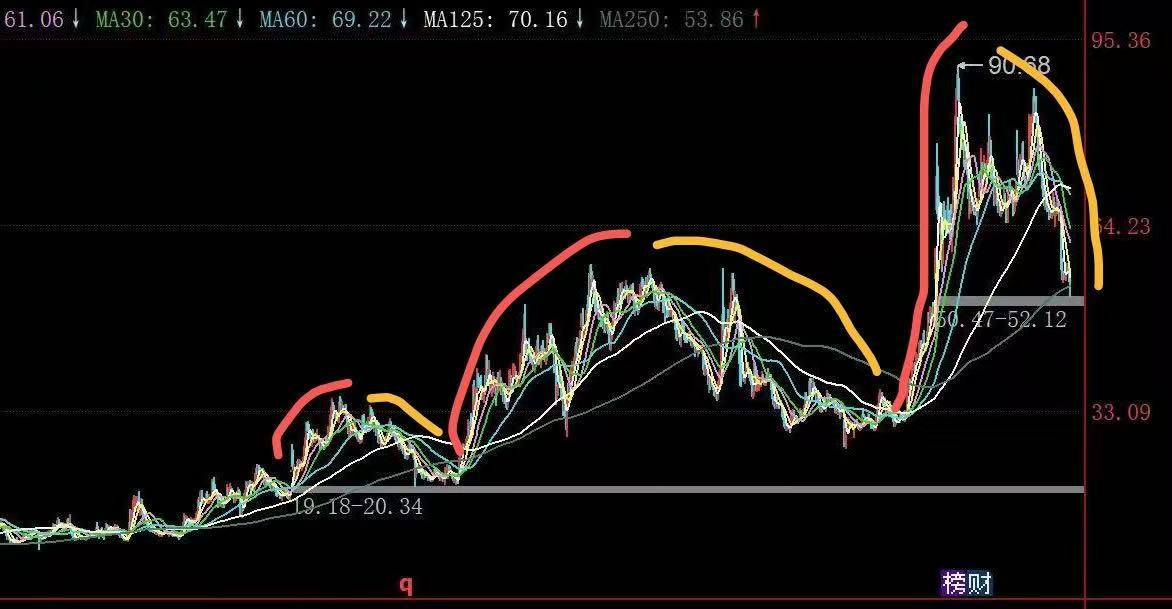 61.06↓ MA30: 63.47↓ MA60: 69.22↓ MA125: 70.16↓ MA250: 53.86↑
95.36
90.68
64.23
50.47-52.12
33.09
19.18-20.34
q
榜财